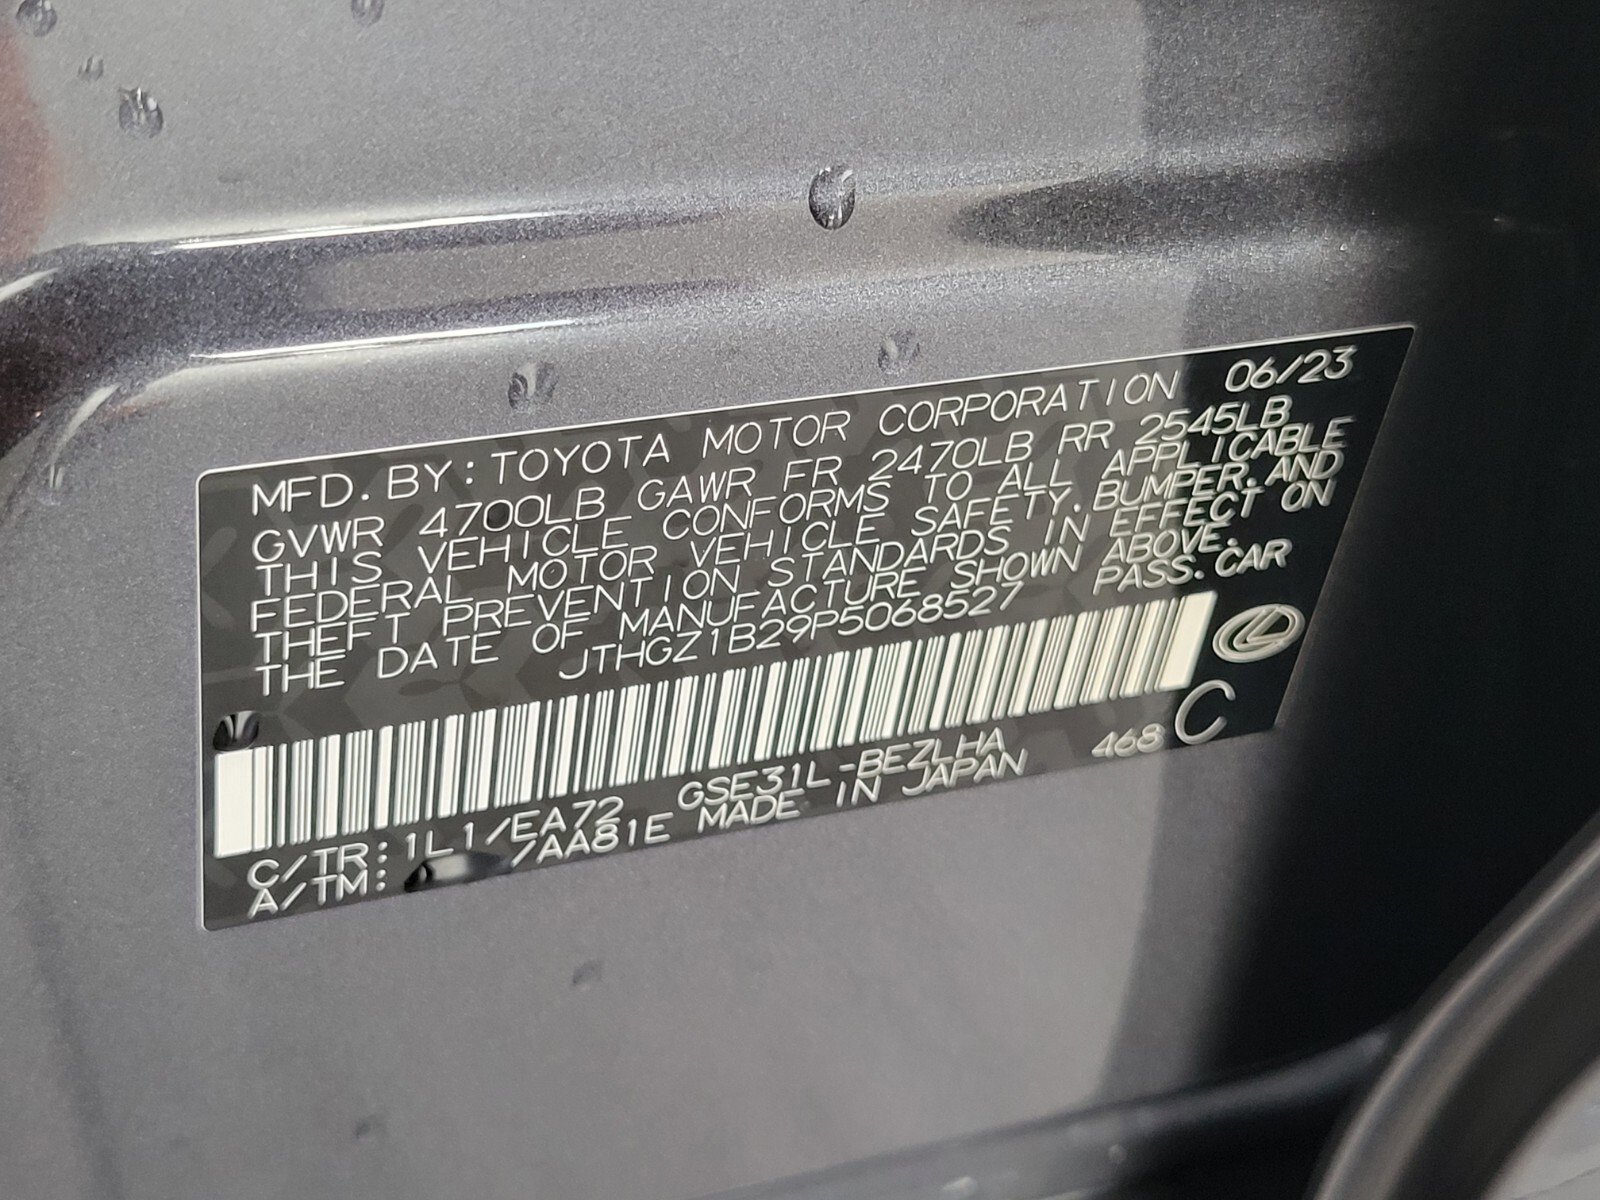 MFD. BY: TOYOTA MOTOR CORPORATION 06/23
GVWR 4700LB GAWR FR 2470LB RR 2545LB
THIS VEHICLE CONFORMS TO ALL APPLICABLE
FEDERAL MOTOR VEHICLE SAFETY, BUMPER, AND
THEFT PREVENTION STANDARDS IN EFFECT ON
THE DATE OF MANUFACTURE SHOWN ABOVE.
JTHGZ1B29P5068527 PASS. CAR
C/TR: 1L1/EA72 GSE31L-BEZLHA 468 C
A/TM: /AA81E MADE IN JAPAN